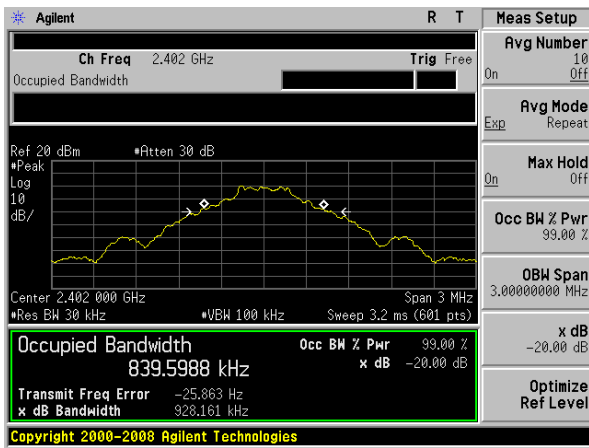 Agilent R T Meas Setup
Avg Number
10
On Off
Ch Freq 2.402 GHz Trig Free
Occupied Bandwidth
Avg Mode
Exp Repeat
Ref 20 dBm #Atten 30 dB
#Peak
Log
10
dB/
Max Hold
On Off
Occ BW % Pwr
99.00 %
OBW Span
3.00000000 MHz
Center 2.402 000 GHz Span 3 MHz
#Res BW 30 kHz #VBW 100 kHz Sweep 3.2 ms (601 pts)
x dB
-20.00 dB
Occupied Bandwidth Occ BW % Pwr 99.00 %
839.5988 kHz x dB -20.00 dB
Transmit Freq Error -25.863 Hz
x dB Bandwidth 928.161 kHz
Optimize
Ref Level
Copyright 2000-2008 Agilent Technologies